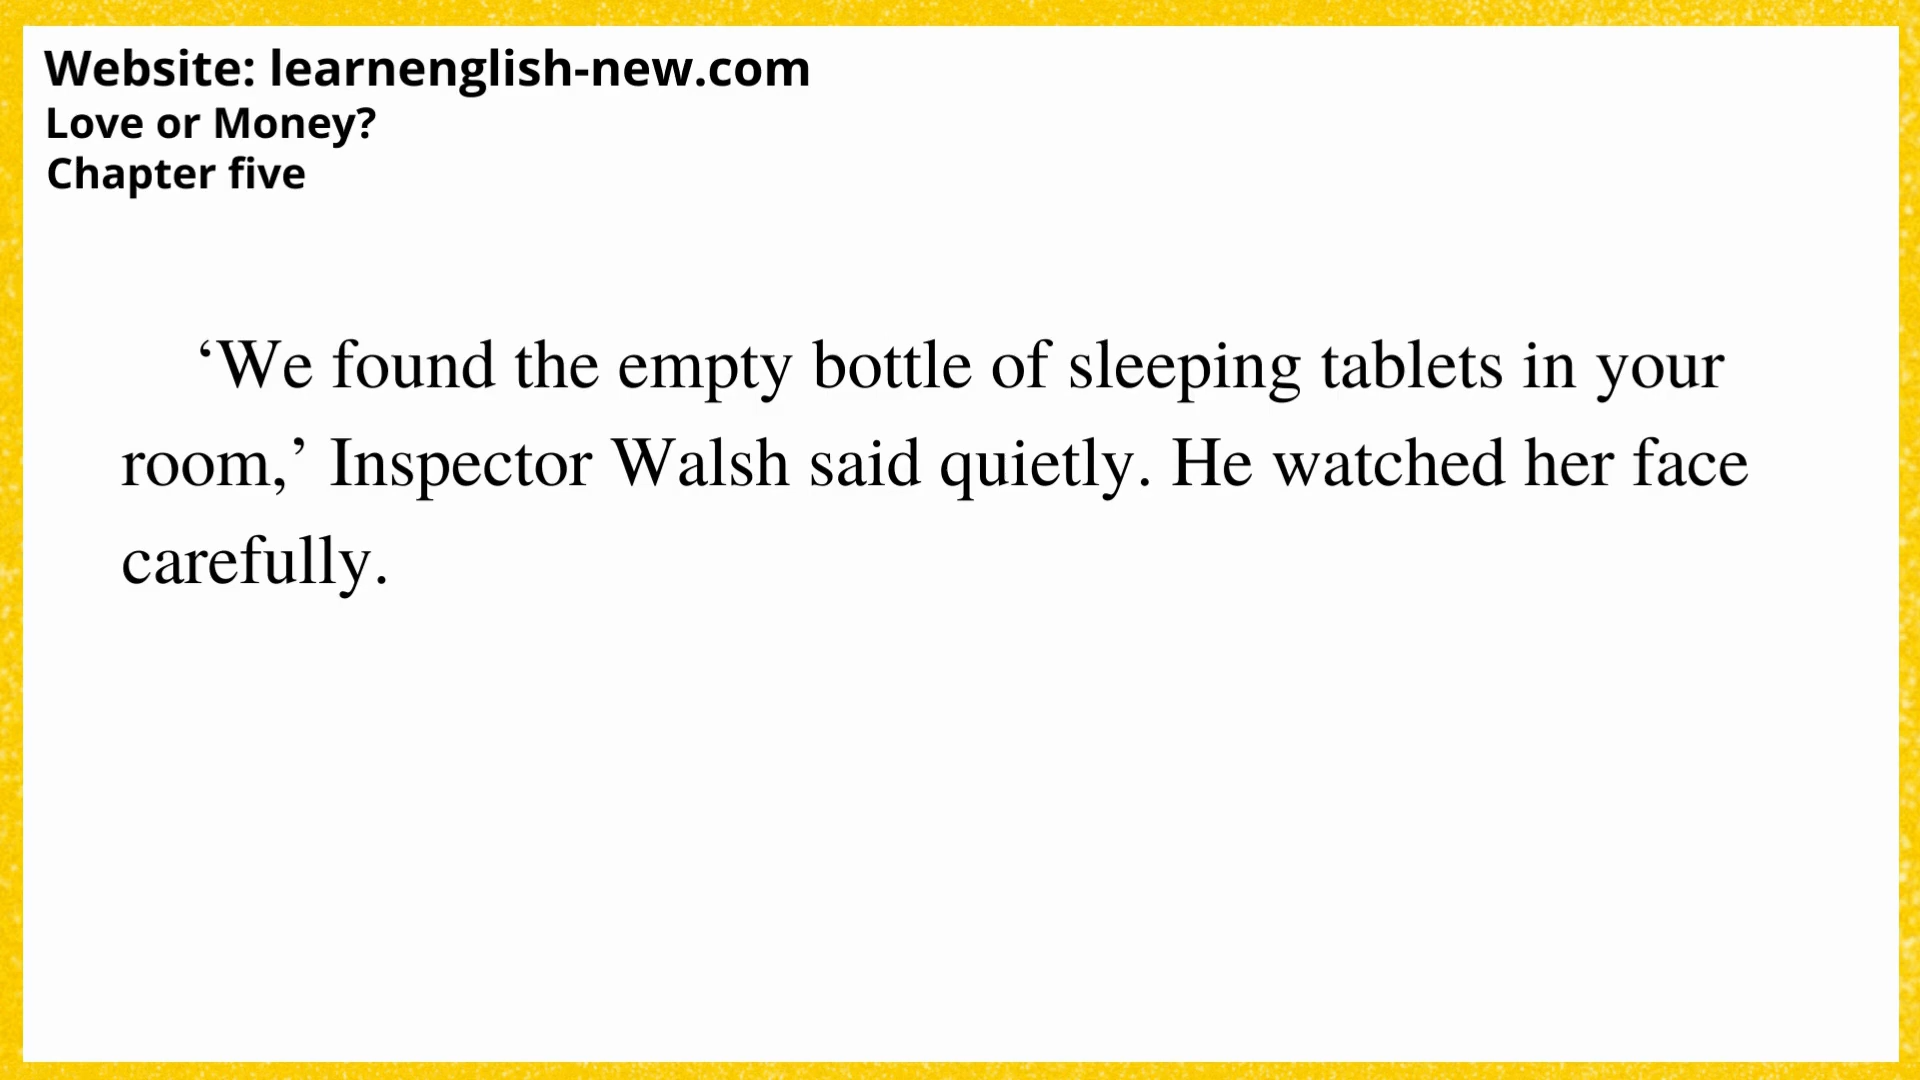 Website: learnenglish-new.com
Love or Money?
Chapter five
‘We found the empty bottle of sleeping tablets in your
room,’ Inspector Walsh said quietly. He watched her face
carefully.